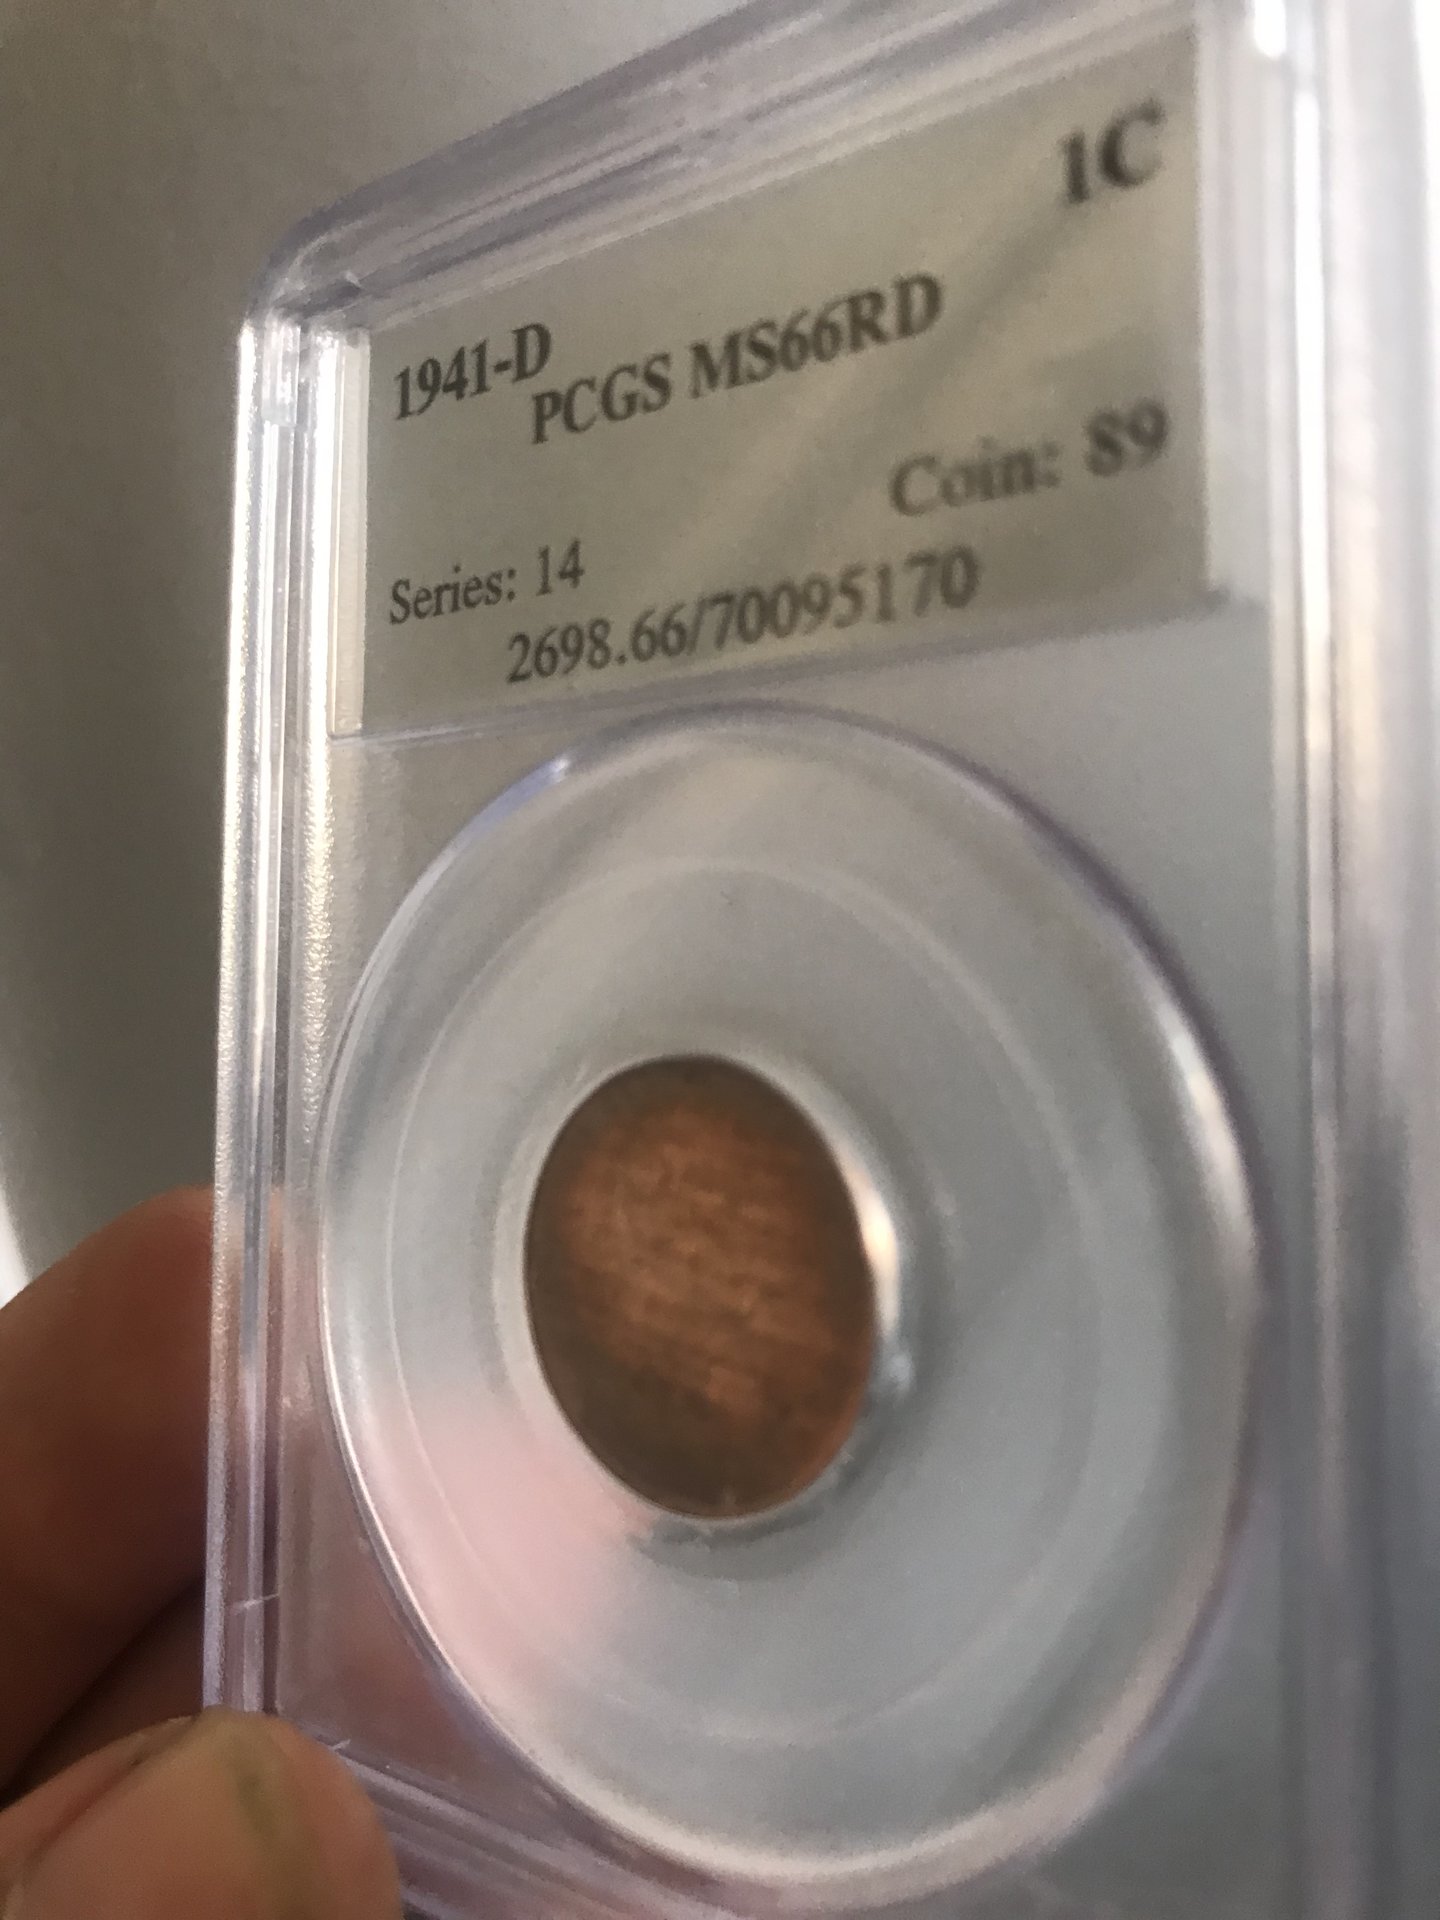 1C
1941-D
PCGS MS66RD
Coin: 89
Series: 14
2698.66/70095170